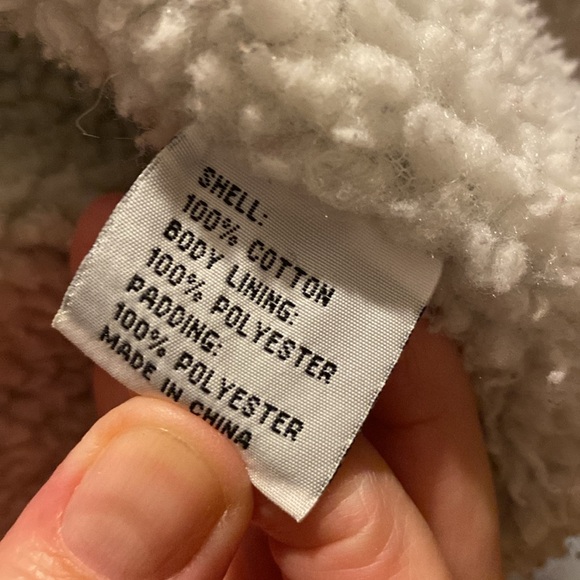 SHELL:
100% COTTON
BODY LINING:
100% POLYESTER
PADDING:
100% POLYESTER
MADE IN CHINA